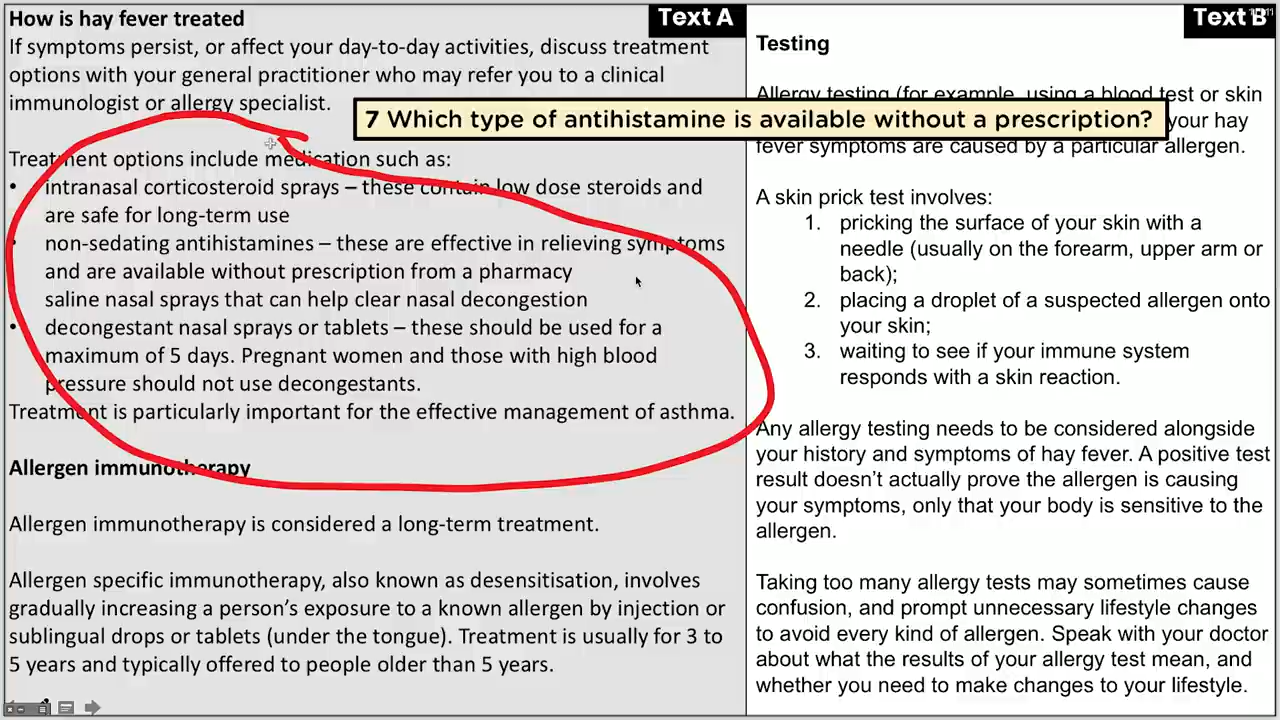 Text A
How is hay fever treated
If symptoms persist, or affect your day-to-day activities, discuss treatment
options with your general practitioner who may refer you to a clinical
immunologist or allergy specialist.
Treatment options include medication such as:
• intranasal corticosteroid sprays – these contain low dose steroids and
are safe for long-term use
• non-sedating antihistamines – these are effective in relieving symptoms
and are available without prescription from a pharmacy
saline nasal sprays that can help clear nasal decongestion
• decongestant nasal sprays or tablets – these should be used for a
maximum of 5 days. Pregnant women and those with high blood
pressure should not use decongestants.
Treatment is particularly important for the effective management of asthma.
Allergen immunotherapy
Allergen immunotherapy is considered a long-term treatment.
Allergen specific immunotherapy, also known as desensitisation, involves
gradually increasing a person's exposure to a known allergen by injection or
sublingual drops or tablets (under the tongue). Treatment is usually for 3 to
5 years and typically offered to people older than 5 years.
7 Which type of antihistamine is available without a prescription?
Text B
Testing
Allergy testing (for example, using a blood test or skin
your hay
fever symptoms are caused by a particular allergen.
A skin prick test involves:
1. pricking the surface of your skin with a
needle (usually on the forearm, upper arm or
back);
2. placing a droplet of a suspected allergen onto
your skin;
3. waiting to see if your immune system
responds with a skin reaction.
Any allergy testing needs to be considered alongside
your history and symptoms of hay fever. A positive test
result doesn't actually prove the allergen is causing
your symptoms, only that your body is sensitive to the
allergen.
Taking too many allergy tests may sometimes cause
confusion, and prompt unnecessary lifestyle changes
to avoid every kind of allergen. Speak with your doctor
about what the results of your allergy test mean, and
whether you need to make changes to your lifestyle.